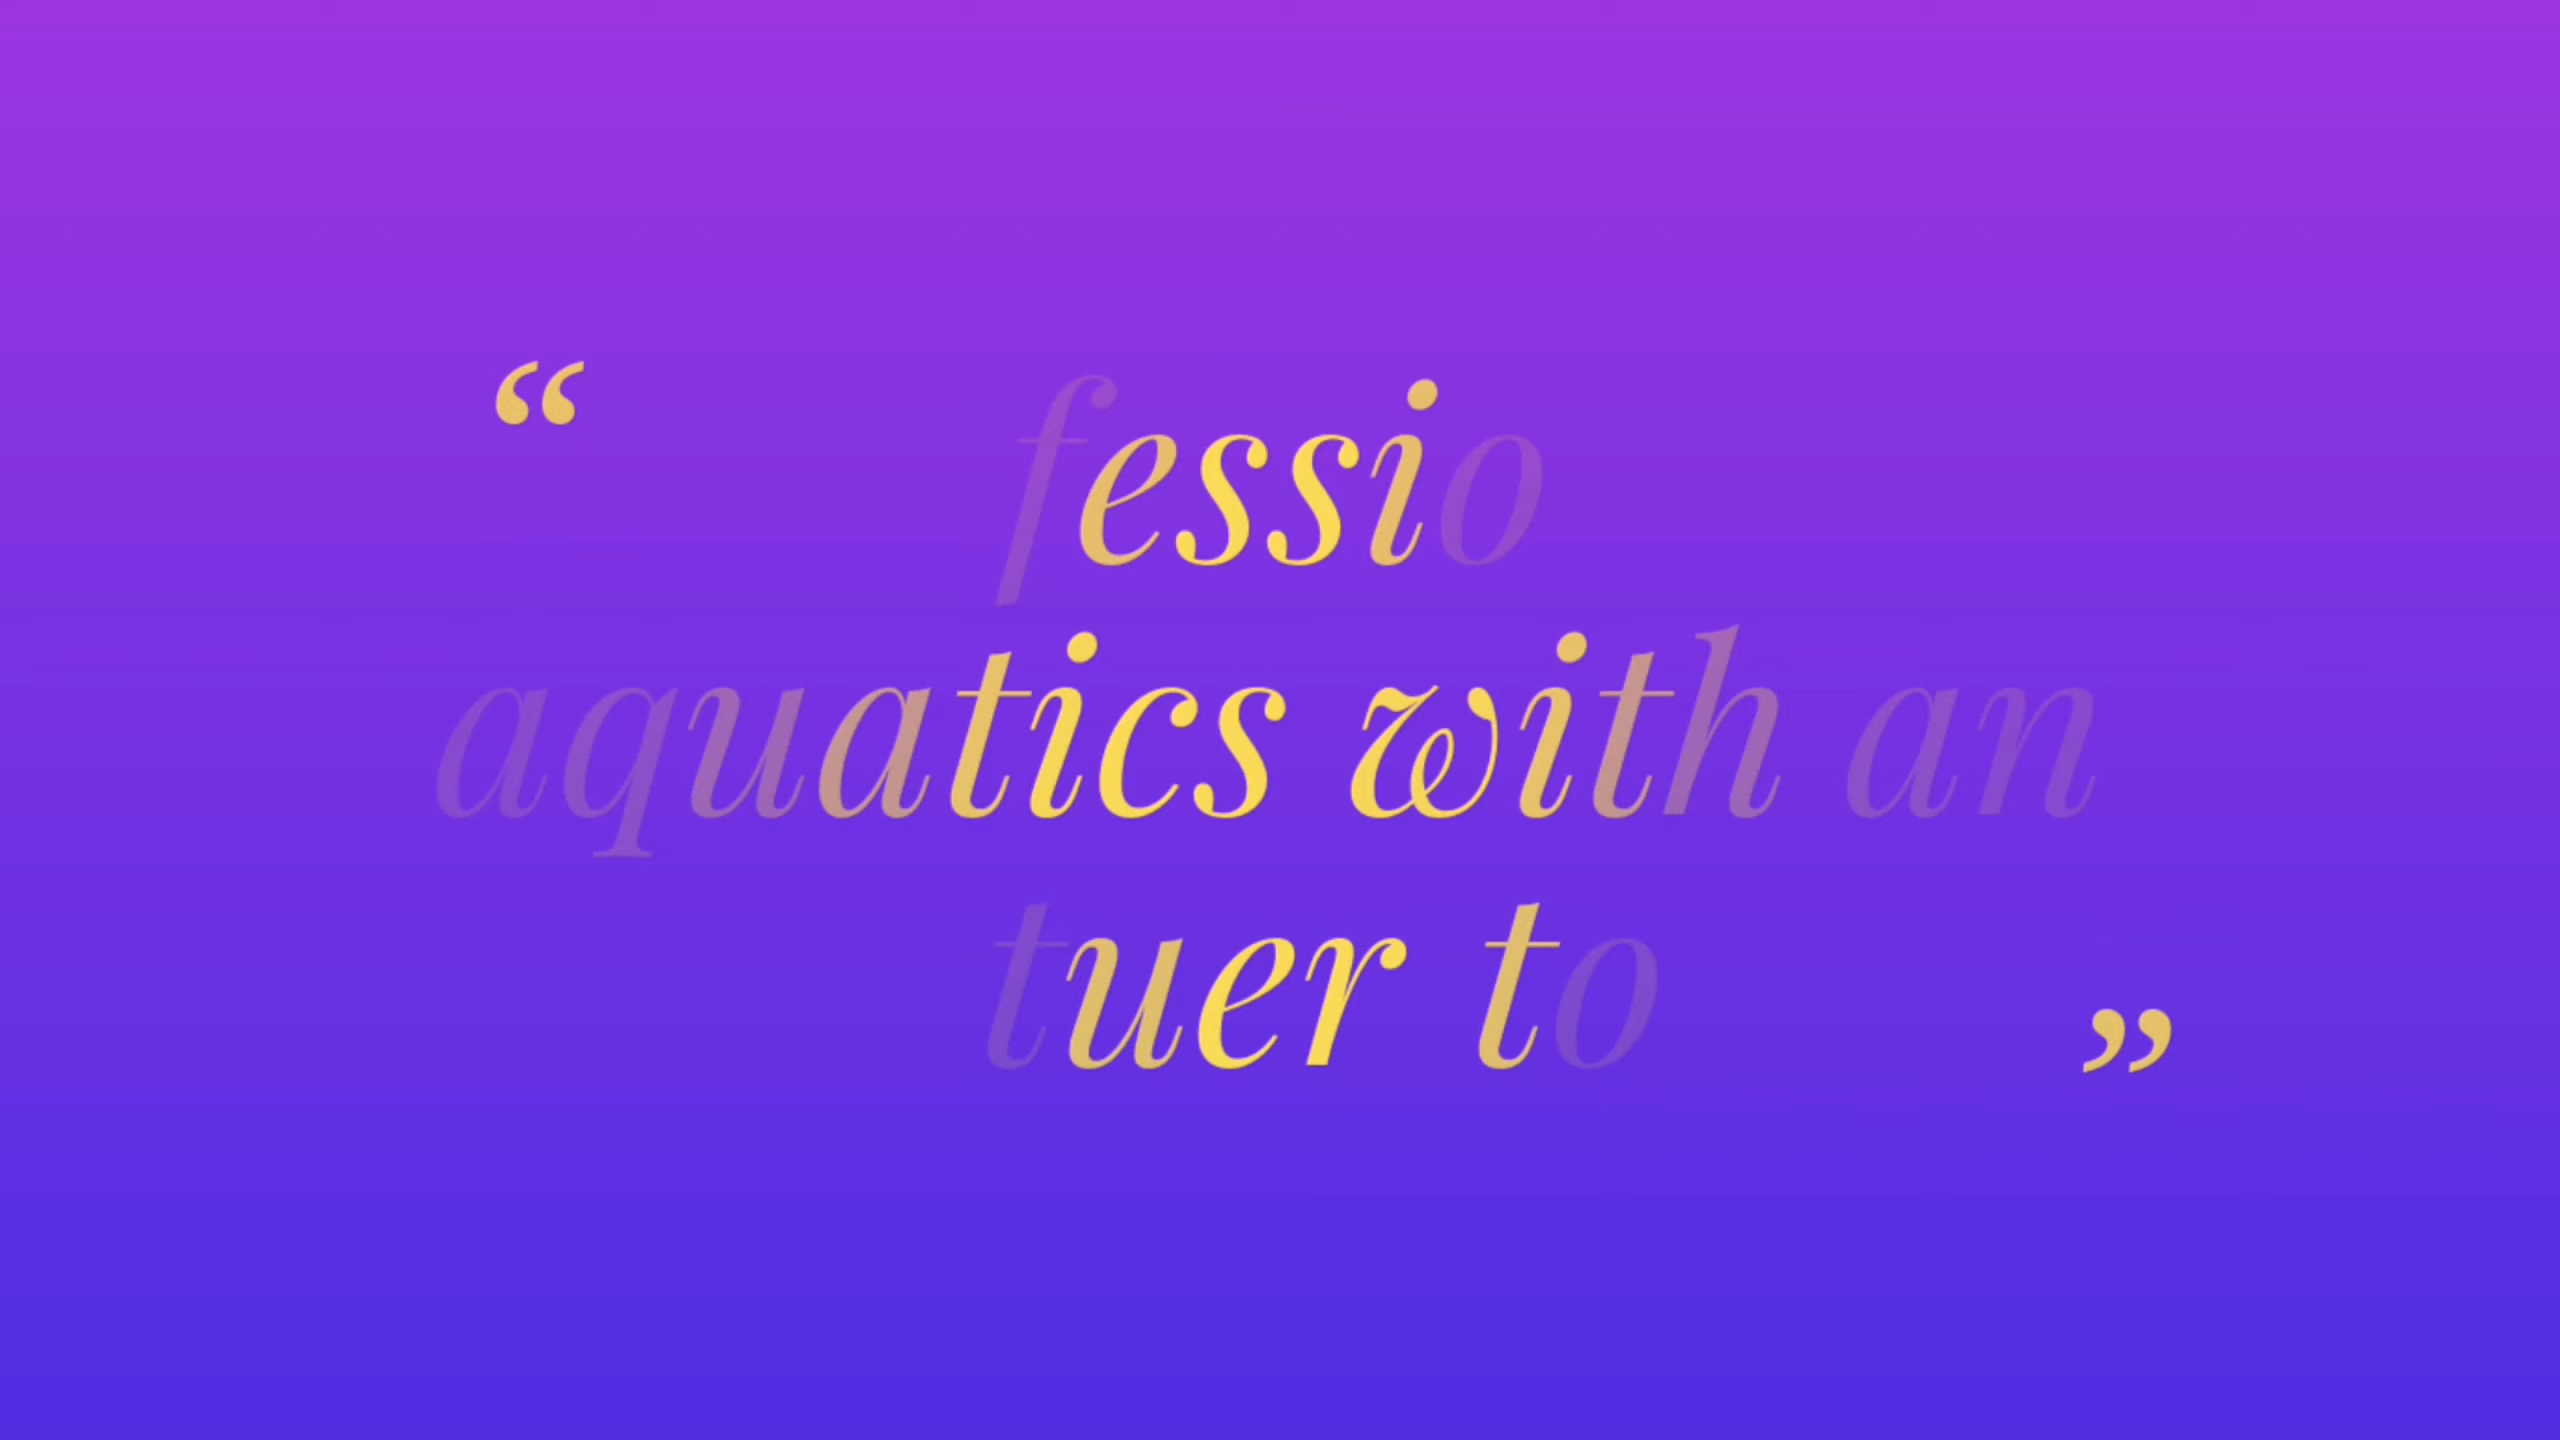 “ fessio
aquatics with an
tuer to ”